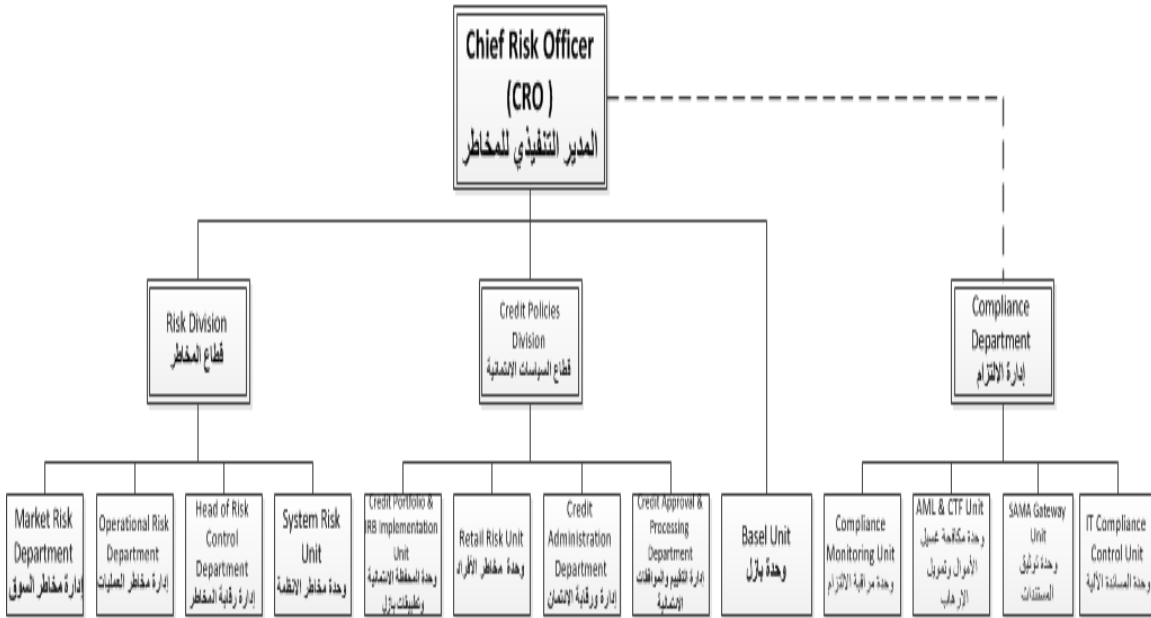 Chief Risk Officer
(CRO )
المدير التنفيذي للمخاطر
Risk Division
قطاع المخاطر
Credit Policies
Division
قطاع السياسات الائتمانية
Compliance
Department
إدارة الالتزام
Market Risk
Department
إدارة مخاطر السوق
Operational Risk
Department
إدارة مخاطر العمليات
Head of Risk
Control
Department
إدارة رقابة المخاطر
System Risk
Unit
وحدة مخاطر الانظمة
Credit Portfolio &
IRB Implementation
Unit
وحدة المحفظة الائتمانية
وتطبيقات بازل
Retail Risk Unit
وحدة مخاطر الأفراد
Credit
Administration
Department
إدارة ورقابة الإئتمان
Credit Approval &
Processing
Department
إدارة التقييم والموافقات
الائتمانية
Basel Unit
وحدة بازل
Compliance
Monitoring Unit
وحدة مراقبة الالتزام
AML & CTF Unit
وحدة مكافحة غسيل
الأموال وتمويل
الإرهاب
SAMA Gateway
Unit
وحدة توثيق
المستندات
IT Compliance
Control Unit
وحدة المساندة الآلية